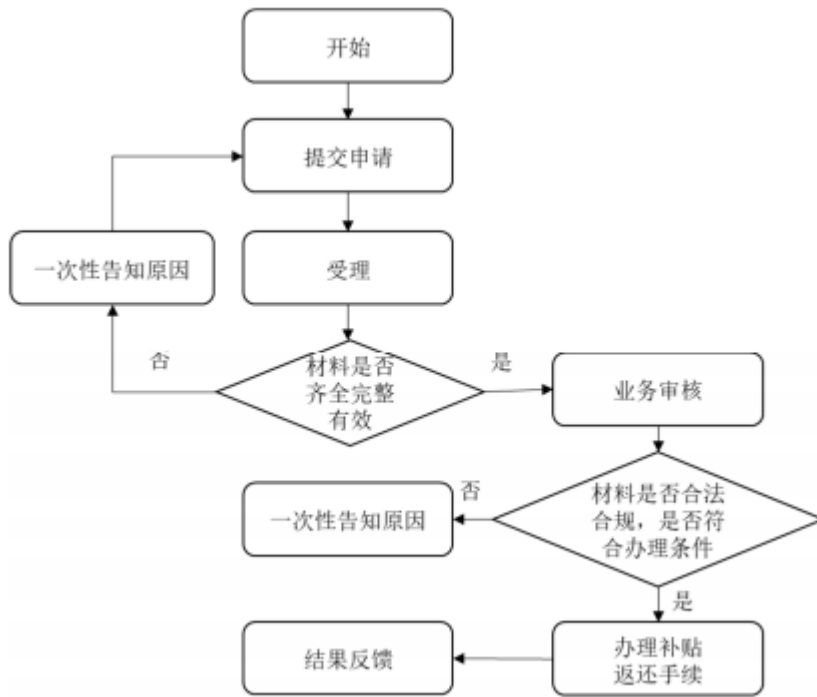 开始
提交申请
一次性告知原因
受理
否
材料是否
齐全完整
有效
是
业务审核
一次性告知原因
否
材料是否合法
合规，是否符
合办理条件
是
结果反馈
办理补贴
返还手续